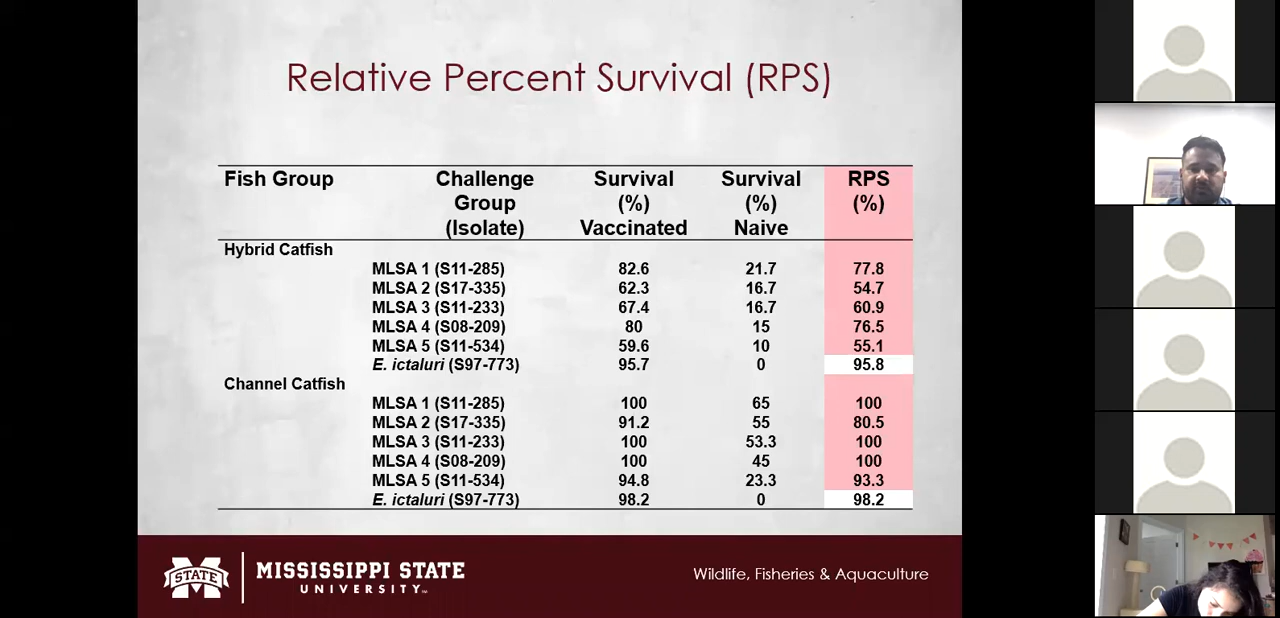 Relative Percent Survival (RPS)
Fish Group Challenge Group (Isolate) Survival (%) Vaccinated Survival (%) Naive RPS (%)
Hybrid Catfish
MLSA 1 (S11-285) 82.6 21.7 77.8
MLSA 2 (S17-335) 62.3 16.7 54.7
MLSA 3 (S11-233) 67.4 16.7 60.9
MLSA 4 (S08-209) 80 15 76.5
MLSA 5 (S11-534) 59.6 10 55.1
E. ictaluri (S97-773) 95.7 0 95.8
Channel Catfish
MLSA 1 (S11-285) 100 65 100
MLSA 2 (S17-335) 91.2 55 80.5
MLSA 3 (S11-233) 100 53.3 100
MLSA 4 (S08-209) 100 45 100
MLSA 5 (S11-534) 94.8 23.3 93.3
E. ictaluri (S97-773) 98.2 0 98.2
STATE MISSISSIPPI STATE
UNIVERSITY™
Wildlife, Fisheries & Aquaculture